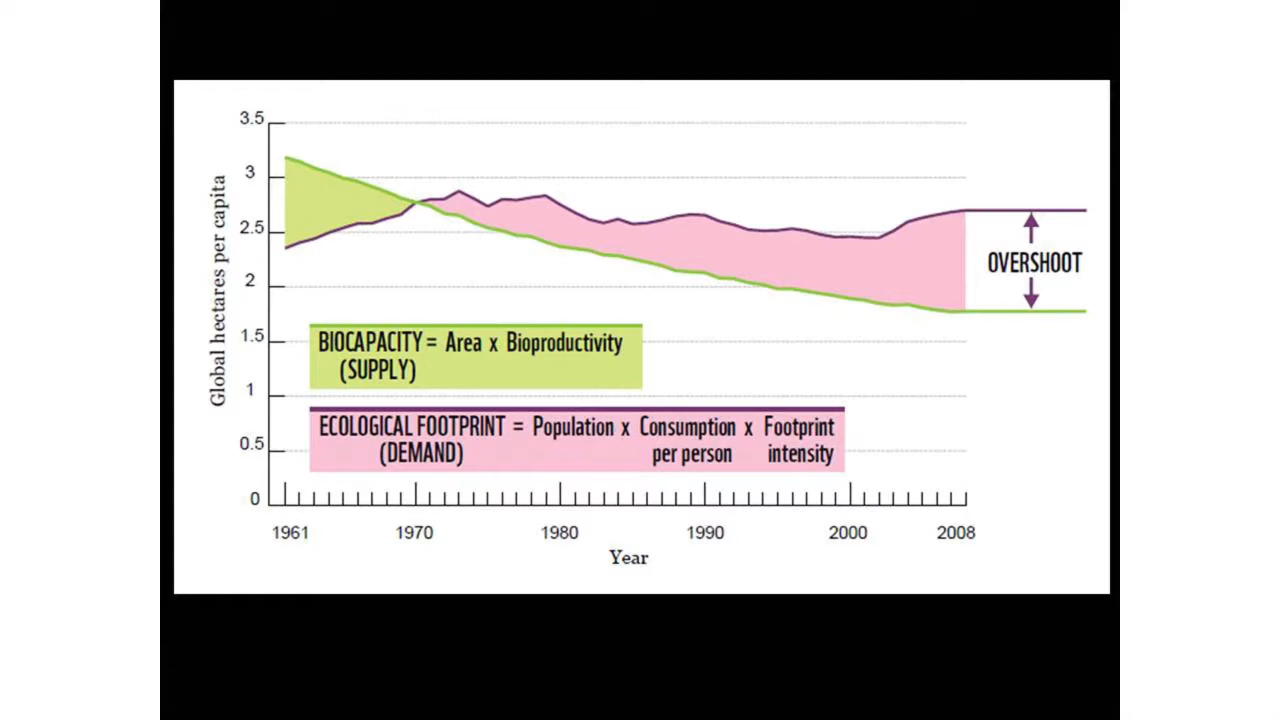 3.5
3
2.5
2
1.5
1
0.5
0
Global hectares per capita
OVERSHOOT
BIOCAPACITY = Area x Bioproductivity
(SUPPLY)
ECOLOGICAL FOOTPRINT = Population x Consumption x Footprint
(DEMAND) per person intensity
1961 1970 1980 1990 2000 2008
Year